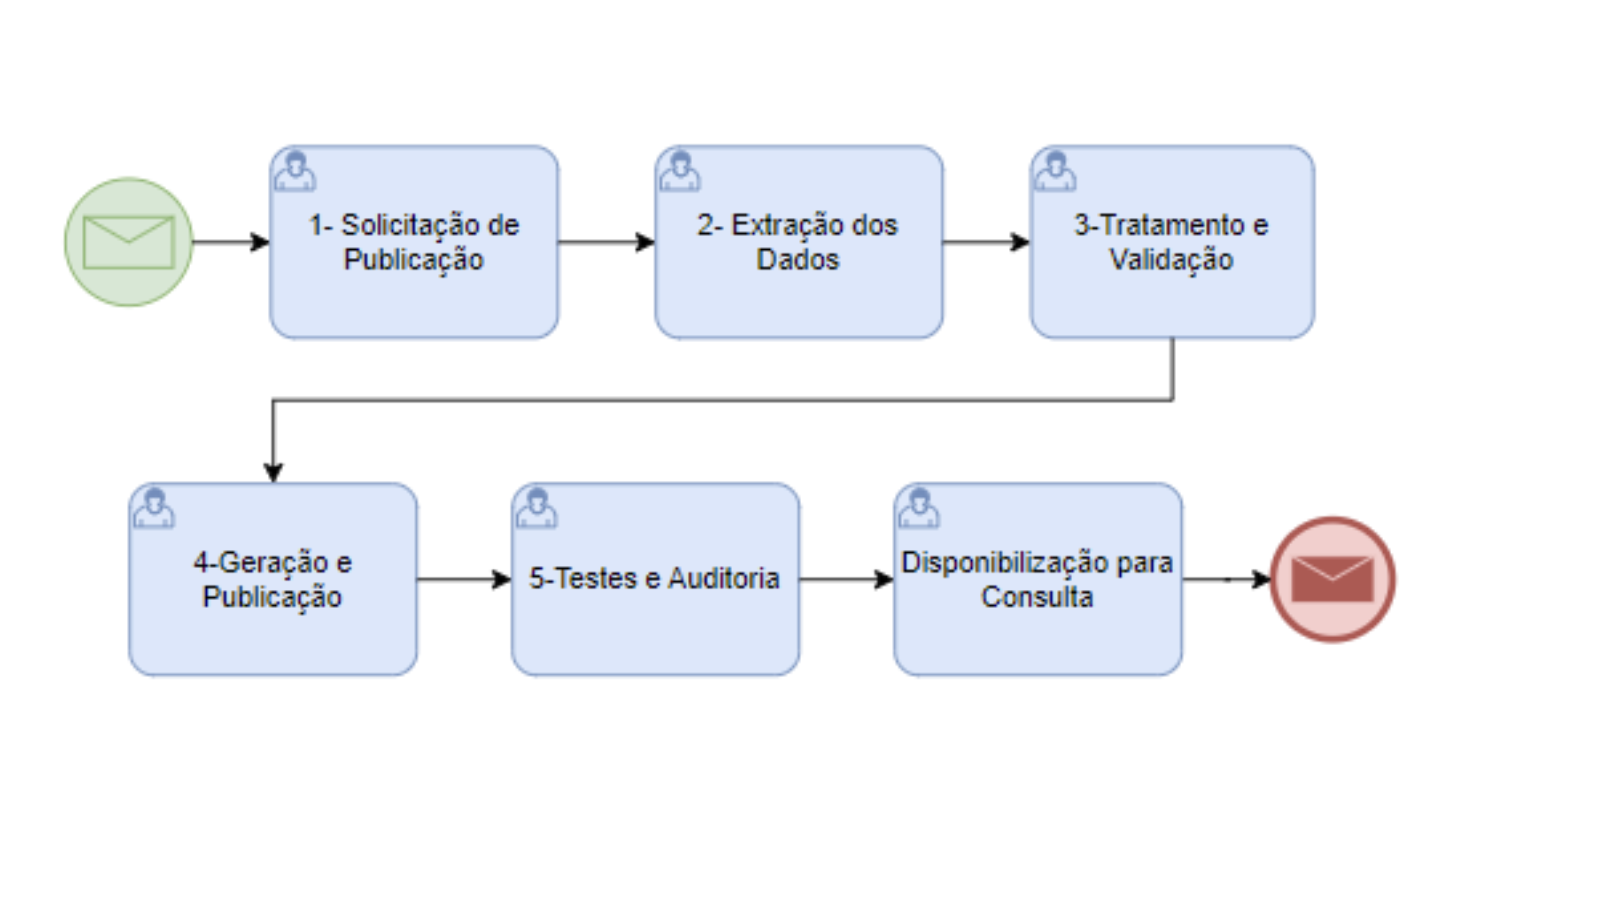 1- Solicitação de
Publicação
2- Extração dos
Dados
3-Tratamento e
Validação
4-Geração e
Publicação
5-Testes e Auditoria
Disponibilização para
Consulta